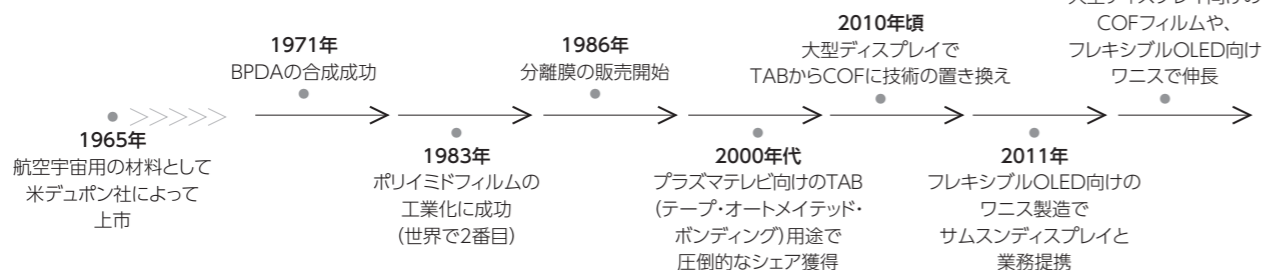 1965年
航空宇宙用の材料として
米デュポン社によって
上市
1971年
BPDAの合成成功
1983年
ポリイミドフィルムの
工業化に成功
(世界で2番目)
1986年
分離膜の販売開始
2000年代
プラズマテレビ向けのTAB
(テープ・オートメイテッド・
ボンディング)用途で
圧倒的なシェア獲得
2010年頃
大型ディスプレイで
TABからCOFに技術の置き換え
2011年
フレキシブルOLED向けの
ワニス製造で
サムスンディスプレイと
業務提携
大型ディスプレイ向けの
COFフィルムや、
フレキシブルOLED向け
ワニスで伸長